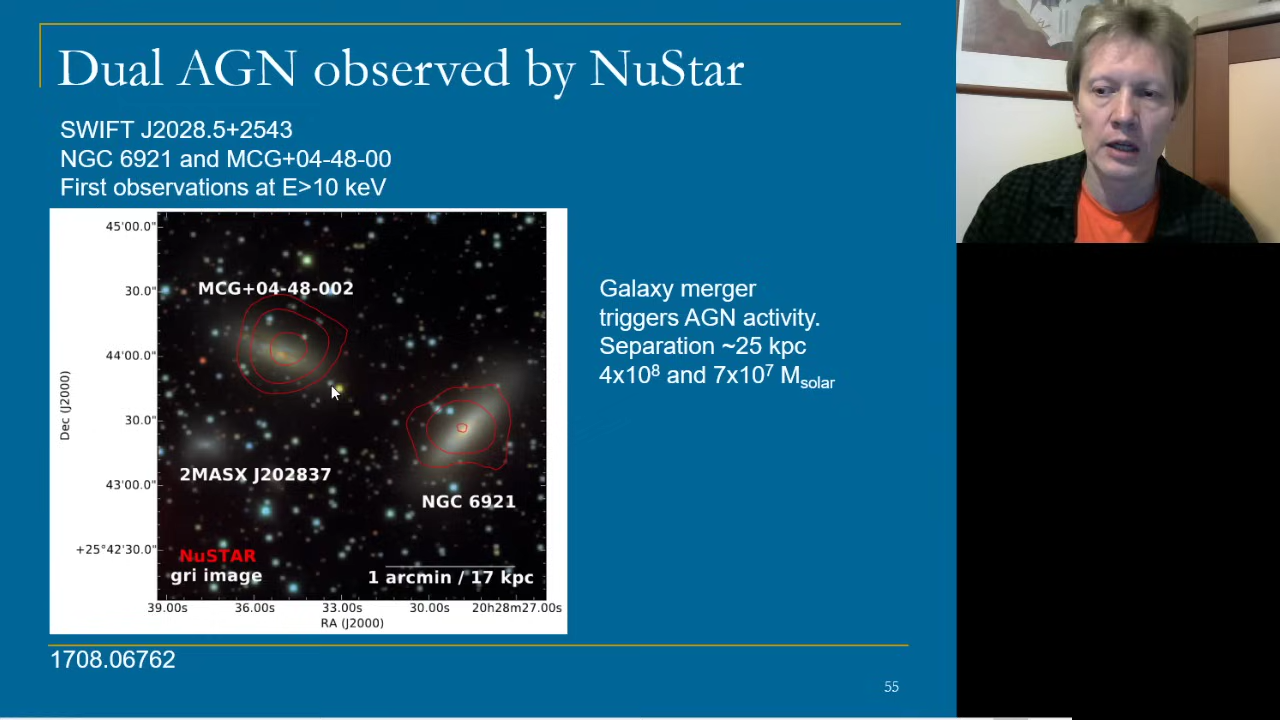 Dual AGN observed by NuStar
SWIFT J2028.5+2543
NGC 6921 and MCG+04-48-00
First observations at E>10 keV
45'00.0"
MCG+04-48-002
30.0"
44'00.0"
Dec (J2000)
30.0"
2MASX J202837
43'00.0"
NGC 6921
+25°42'30.0"
NuSTAR
gri image
1 arcmin / 17 kpc
39.00s 36.00s 33.00s 30.00s 20h28m27.00s
RA (J2000)
Galaxy merger
triggers AGN activity.
Separation ~25 kpc
4x10⁸ and 7x10⁷ Msolar
1708.06762
55